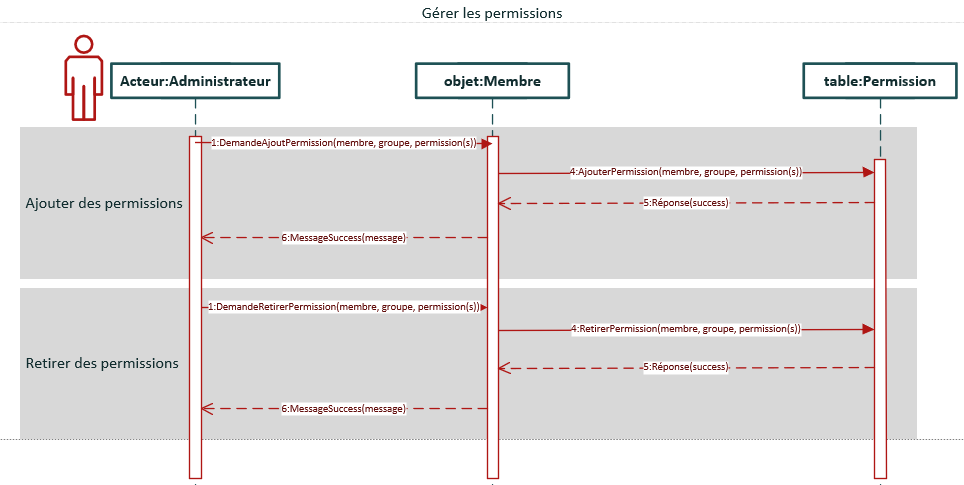 Gérer les permissions
Acteur:Administrateur
objet:Membre
table:Permission
1:DemandeAjoutPermission(membre, groupe, permission(s))
4:AjouterPermission(membre, groupe, permission(s))
Ajouter des permissions
5:Réponse(success)
6:MessageSuccess(message)
1:DemandeRetirerPermission(membre, groupe, permission(s))
4:RetirerPermission(membre, groupe, permission(s))
Retirer des permissions
5:Réponse(success)
6:MessageSuccess(message)